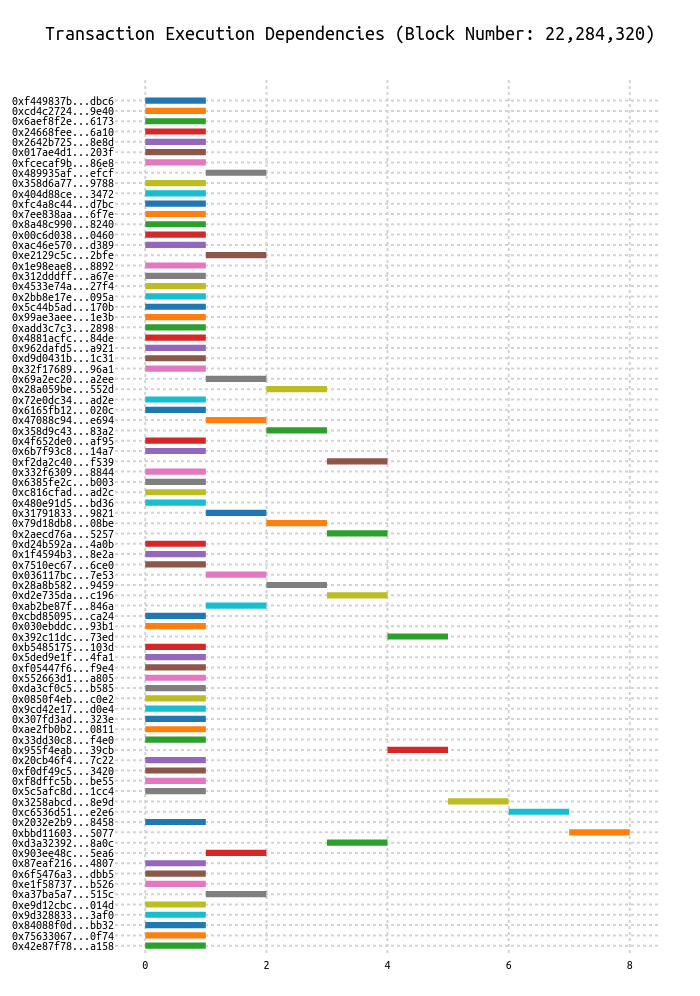 Transaction Execution Dependencies (Block Number: 22,284,320)
0xf449837b...dbc6
0xcd4c2724...9e40
0x6aef8f2e...6173
0x24668fee...6a10
0x2642b725...8e8d
0x017ae4d1...203f
0xfcecaf9b...86e8
0x489935af...efcf
0x358d6a77...9788
0x404d88ce...3472
0xfc4a8c44...d7bc
0x7ee838aa...6f7e
0x8a48c990...8240
0x00c6d038...0460
0xac46e570...d389
0xe2129c5c...2bfe
0x1e98eae8...8892
0x312dddff...a67e
0x4533e74a...27f4
0x2bb8e17e...095a
0x5c44b5ad...170b
0x99ae3aee...1e3b
0xadd3c7c3...2898
0x4881acfc...84de
0x962dafd5...a921
0xd9d0431b...1c31
0x32f17689...96a1
0x69a2ec20...a2ee
0x28a059be...552d
0x72e0dc34...ad2e
0x6165fb12...020c
0x47088c94...e694
0x358d9c43...83a2
0x4f652de0...af95
0x6b7f93c8...14a7
0xf2da2c40...f539
0x332f6309...8844
0x6385fe2c...b003
0xc816cfad...ad2c
0x480e91d5...bd36
0x31791833...9821
0x79d18db8...08be
0x2aecd76a...5257
0xd24b592a...4a0b
0x1f4594b3...8e2a
0x7510ec67...6ce0
0x036117bc...7e53
0x28a8b582...9459
0xd2e735da...c196
0xab2be87f...846a
0xcbd85095...ca24
0x030ebddc...93b1
0x392c11dc...73ed
0xb5485175...103d
0x5ded9e1f...4fa1
0xf05447f6...f9e4
0x552663d1...a805
0xda3cf0c5...b585
0x0850f4eb...c0e2
0x9cd42e17...d0e4
0x307fd3ad...323e
0xae2fb0b2...0811
0x33dd30c8...f4e0
0x955f4eab...39cb
0x20cb46f4...7c22
0xf0df49c5...3420
0xf8dffc5b...be55
0x5c5afc8d...1cc4
0x3258abcd...8e9d
0xc6536d51...e2e6
0x2032e2b9...8458
0xbbd11603...5077
0xd3a32392...8a0c
0x903ee48c...5ea6
0x87eaf216...4807
0x6f5476a3...dbb5
0xe1f58737...b526
0xa37ba5a7...515c
0xe9d12cbc...014d
0x9d328833...3af0
0x84088f0d...bb32
0x75633067...0f74
0x42e87f78...a158
0 2 4 6 8